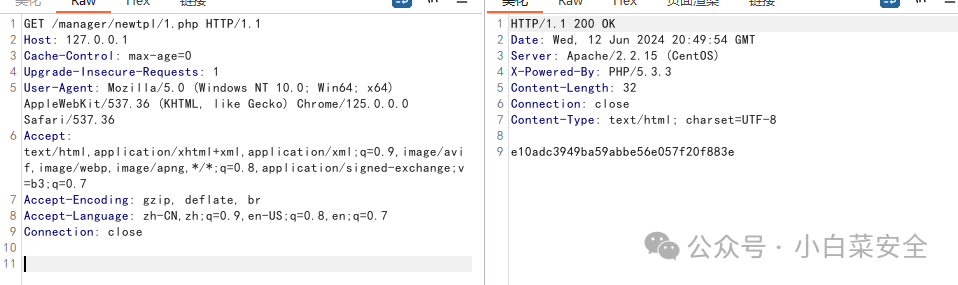 美化 Raw Hex 链接
美化 Raw Hex 页面渲染 链接
1 GET /manager/newtpl/1.php HTTP/1.1
2 Host: 127.0.0.1
3 Cache-Control: max-age=0
4 Upgrade-Insecure-Requests: 1
5 User-Agent: Mozilla/5.0 (Windows NT 10.0; Win64; x64)
AppleWebKit/537.36 (KHTML, like Gecko) Chrome/125.0.0.0
Safari/537.36
6 Accept:
text/html,application/xhtml+xml,application/xml;q=0.9,image/avi
f,image/webp,image/apng,*/*;q=0.8,application/signed-exchange;v
=b3;q=0.7
7 Accept-Encoding: gzip, deflate, br
8 Accept-Language: zh-CN,zh;q=0.9,en-US;q=0.8,en;q=0.7
9 Connection: close
10
11
1 HTTP/1.1 200 OK
2 Date: Wed, 12 Jun 2024 20:49:54 GMT
3 Server: Apache/2.2.15 (CentOS)
4 X-Powered-By: PHP/5.3.3
5 Content-Length: 32
6 Connection: close
7 Content-Type: text/html; charset=UTF-8
8
9 e10adc3949ba59abbe56e057f20f883e
公众号 · 小白菜安全